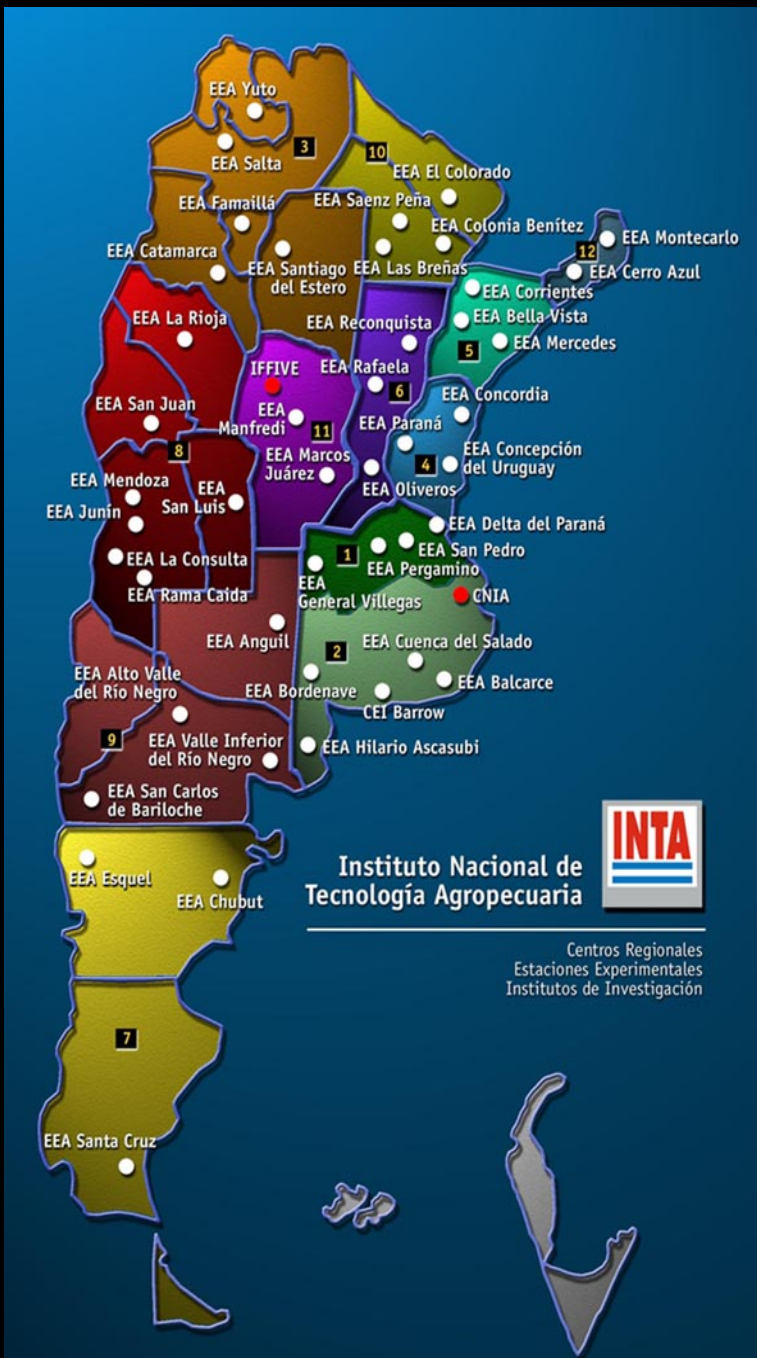 EEA Yuto
3
EEA Salta
10
EEA El Colorado
EEA Famaillá
EEA Saenz Peña
EEA Colonia Benítez
EEA Montecarlo
12
EEA Catamarca
EEA Santiago
del Estero
EEA Las Breñas
EEA Cerro Azul
EEA Corrientes
EEA La Rioja
EEA Reconquista
EEA Bella Vista
5
EEA Mercedes
IFFIVE
EEA Rafaela
6
EEA San Juan
EEA
Manfredi
11
EEA Concordia
EEA Paraná
8
EEA Marcos
Juárez
4
EEA Concepción
del Uruguay
EEA Mendoza
EEA
San Luis
EEA Oliveros
EEA Junín
EEA Delta del Paraná
1
EEA San Pedro
EEA La Consulta
EEA Pergamino
EEA Rama Caída
EEA
General Villegas
CNIA
EEA Anguil
2
EEA Cuenca del Salado
EEA Alto Valle
del Río Negro
EEA Bordenave
EEA Balcarce
CEI Barrow
9
EEA Valle Inferior
del Río Negro
EEA Hilario Ascasubi
EEA San Carlos
de Bariloche
INTA
EEA Esquel
EEA Chubut
Instituto Nacional de
Tecnología Agropecuaria
Centros Regionales
Estaciones Experimentales
Institutos de Investigación
7
EEA Santa Cruz